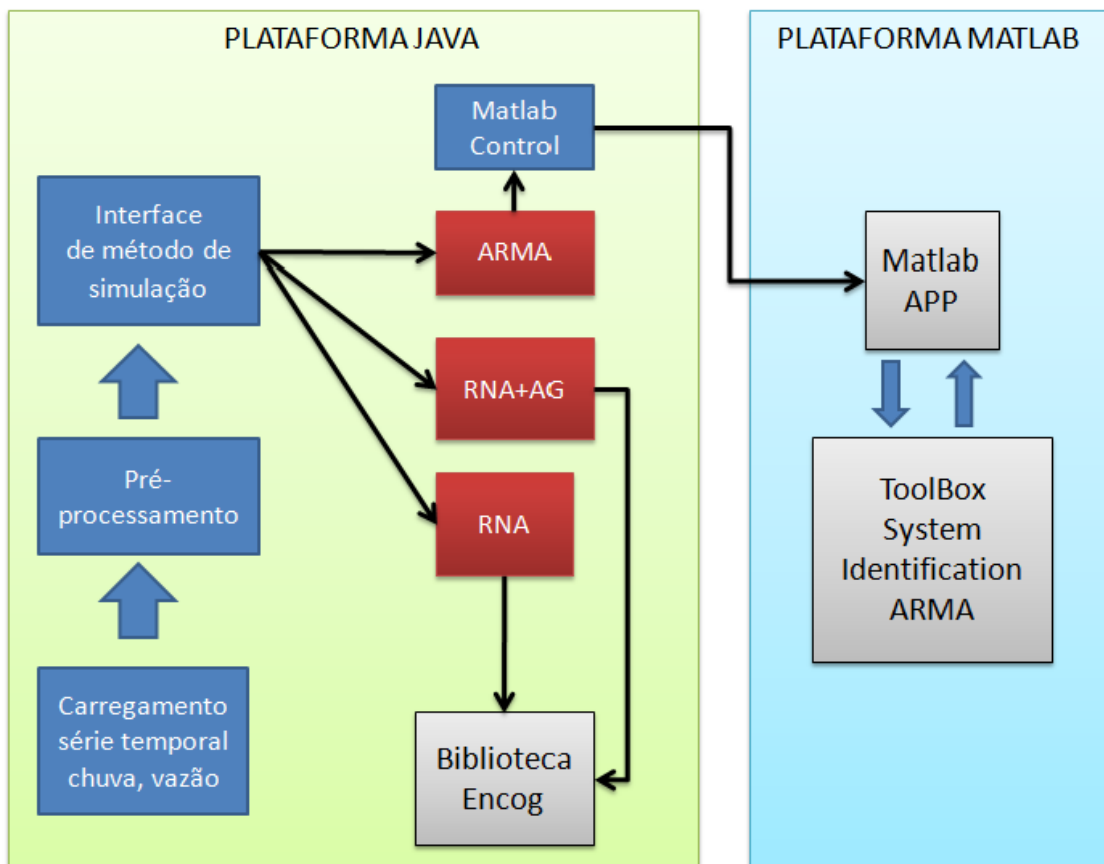 PLATAFORMA JAVA
PLATAFORMA MATLAB
Matlab
Control
Interface
de método de
simulação
ARMA
Matlab
APP
RNA+AG
Pré-
processamento
RNA
ToolBox
System
Identification
ARMA
Carregamento
série temporal
chuva, vazão
Biblioteca
Encog